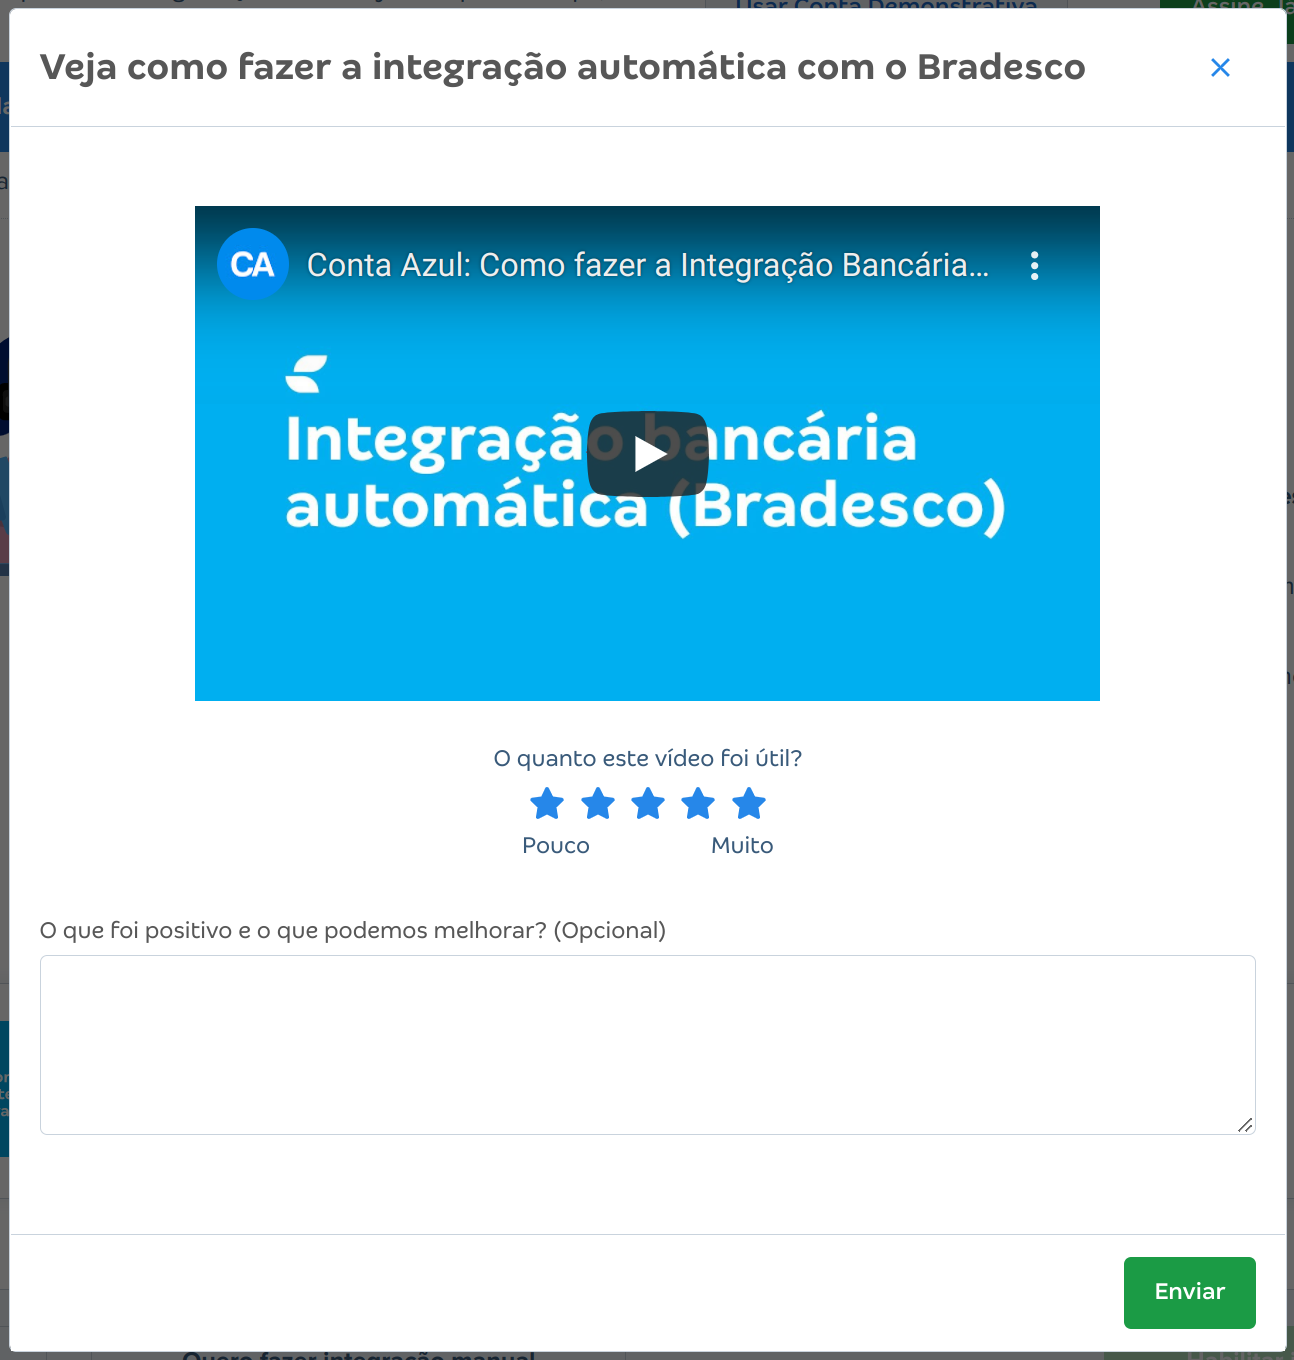 Usar Conta Demonstrativa
Veja como fazer a integração automática com o Bradesco
CA
Conta Azul: Como fazer a Integração Bancária...
Integração bancária
automática (Bradesco)
O quanto este vídeo foi útil?
Pouco
Muito
O que foi positivo e o que podemos melhorar? (Opcional)
Enviar
Quero fazer integração manual